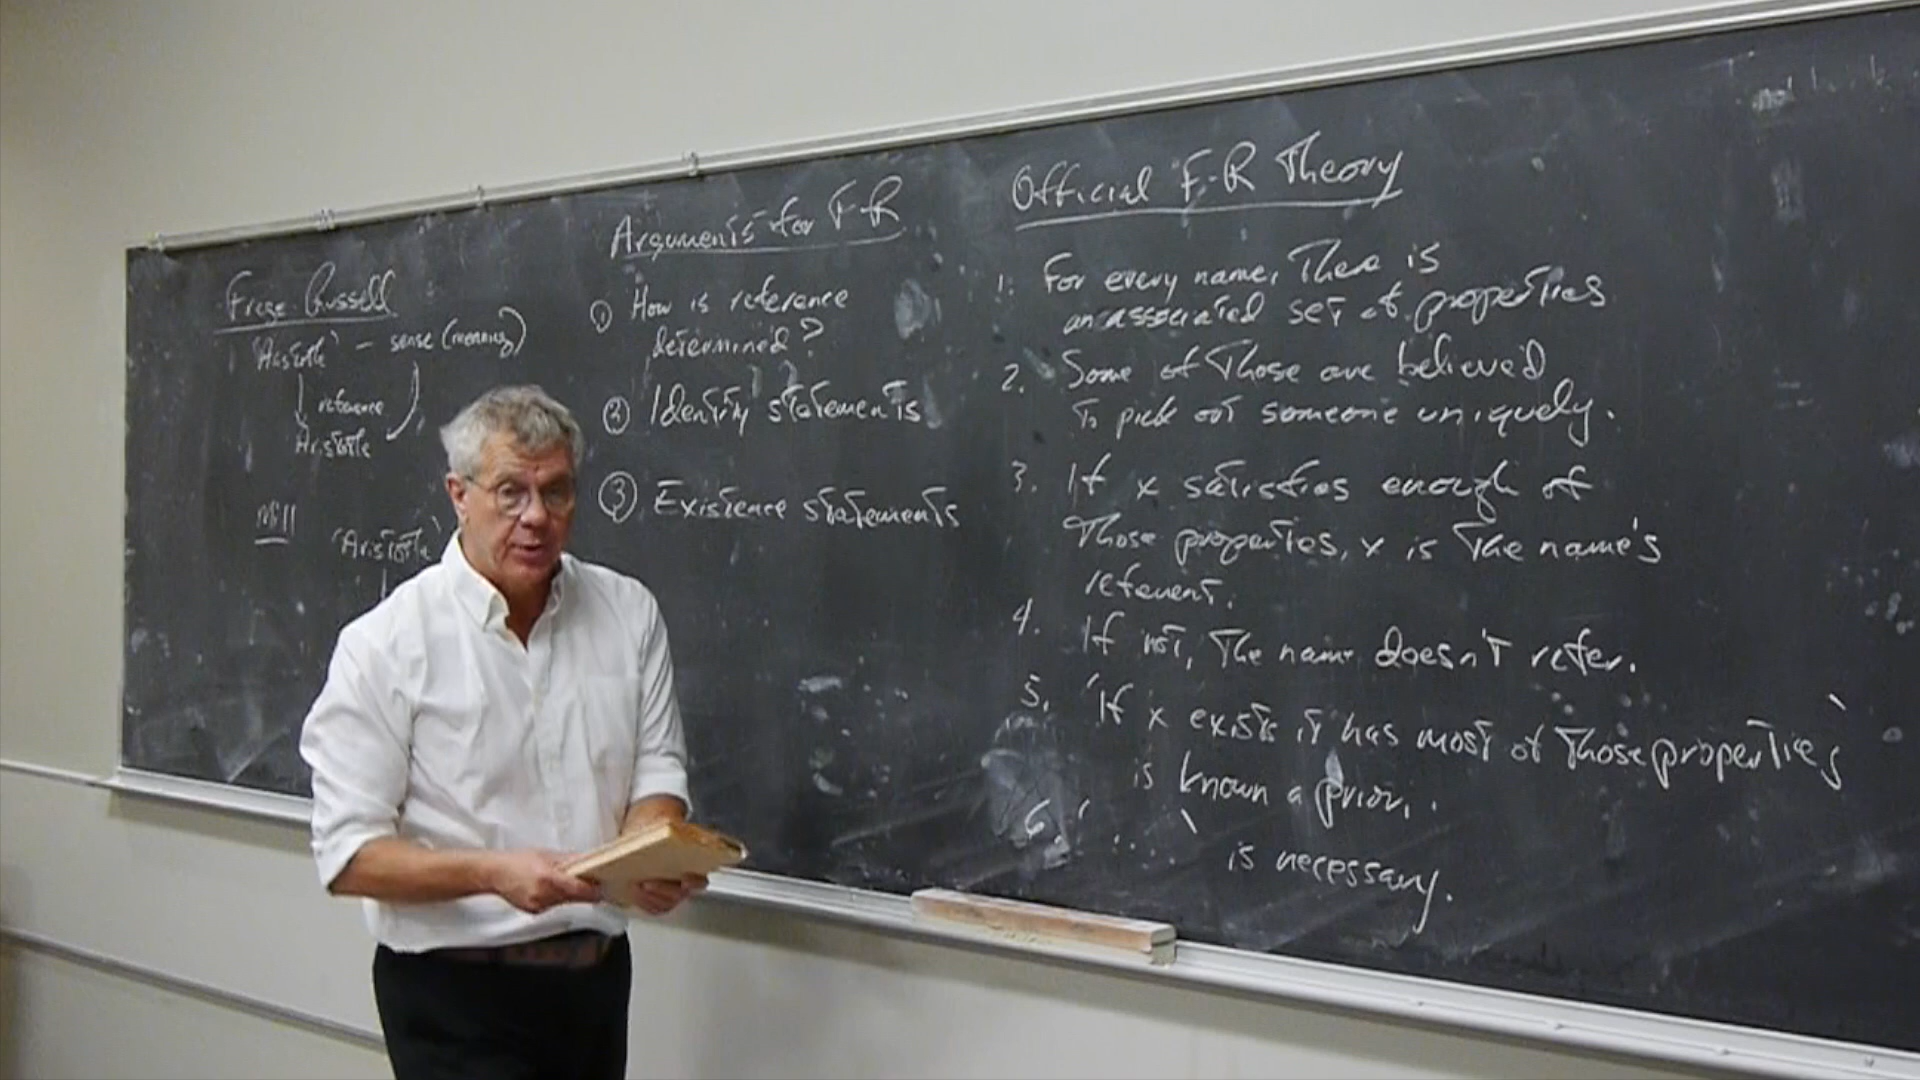 Frege-Russell
'Aristotle' – sense (meaning)
reference
Aristotle
Mill
'Aristotle'
Arguments for F-R
① How is reference
determined?
② Identity statements
③ Existence statements
Official F-R Theory
1. For every name, there is
an associated set of properties
2. Some of those are believed
to pick out someone uniquely.
3. If x satisfies enough of
those properties, x is the name's
referent.
4. If not, the name doesn't refer.
5. 'If x exists it has most of those properties'
is known a priori.
6. '. . . .'
is necessary.